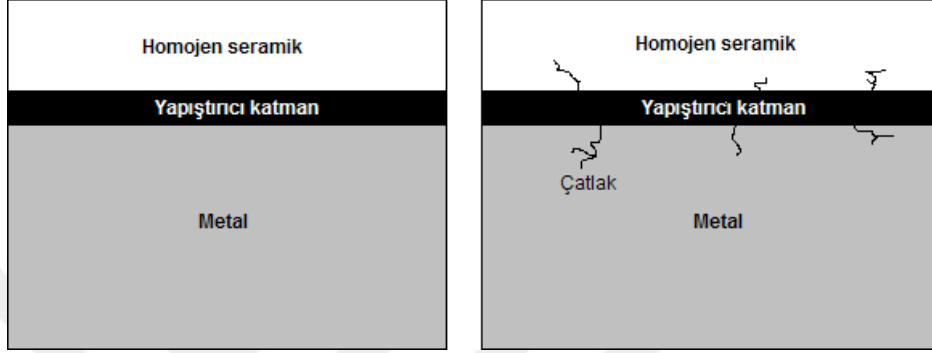 Homojen seramik
Yapıştırıcı katman
Metal
Homojen seramik
Yapıştırıcı katman
Çatlak
Metal